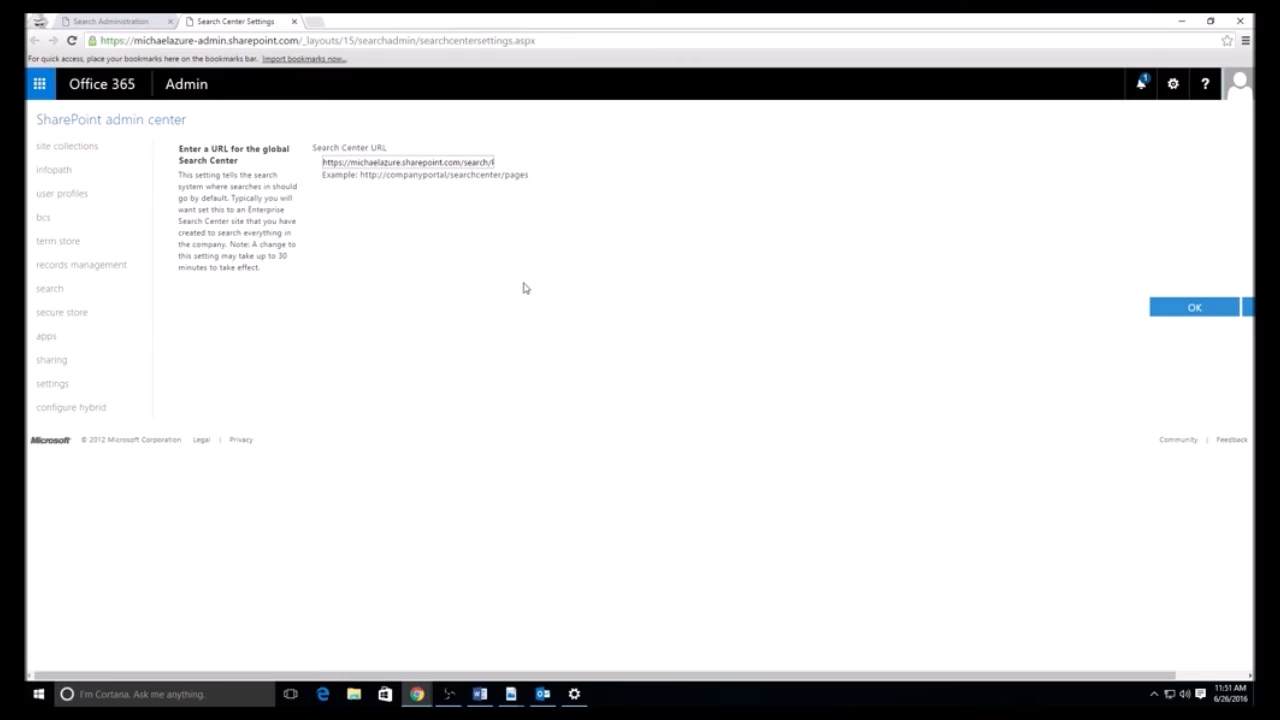 Search Administration
Search Center Settings
https://michaelazure-admin.sharepoint.com/_layouts/15/searchadmin/searchcentersettings.aspx
For quick access, place your bookmarks here on the bookmarks bar. Import bookmarks now...
Office 365
Admin
1
?
SharePoint admin center
site collections
infopath
user profiles
bcs
term store
records management
search
secure store
apps
sharing
settings
configure hybrid
Enter a URL for the global
Search Center
This setting tells the search
system where searches in should
go by default. Typically you will
want set this to an Enterprise
Search Center site that you have
created to search everything in
the company. Note: A change to
this setting may take up to 30
minutes to take effect.
Search Center URL
https://michaelazure.sharepoint.com/search/
Example: http://companyportal/searchcenter/pages
OK
Microsoft © 2012 Microsoft Corporation Legal | Privacy
Community | Feedback
I'm Cortana. Ask me anything.
11:51 AM
6/26/2016